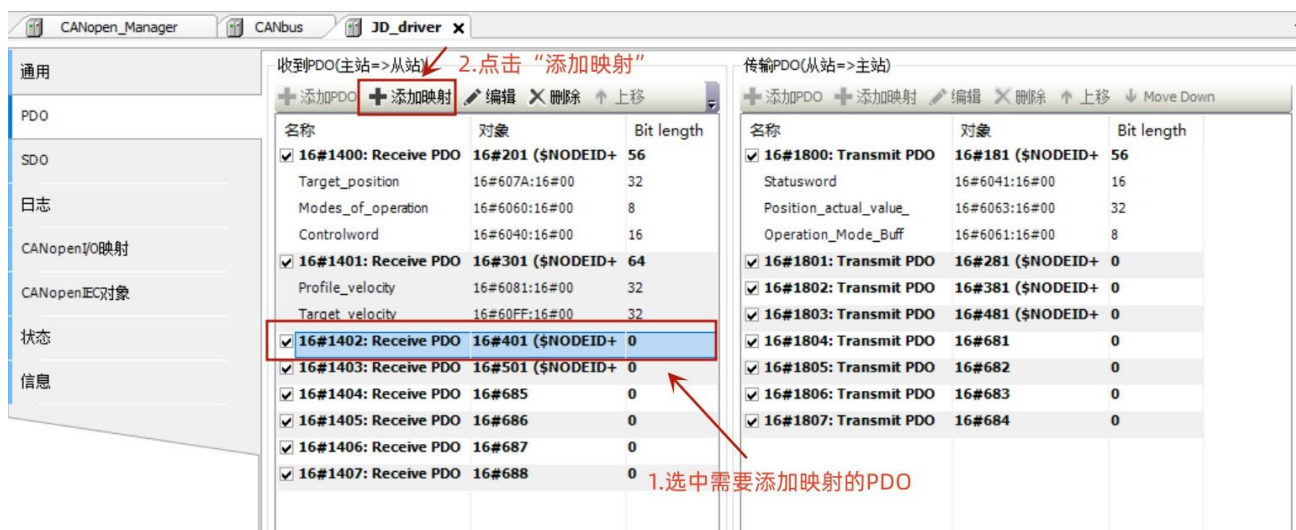 CANopen_Manager CANbus JD_driver X
通用
PDO
SDO
日志
CANopenI/O映射
CANopenIEC对象
状态
信息
收到PDO(主站=>从站)
2.点击“添加映射”
添加PDO 添加映射 编辑 删除 上移
名称 对象 Bit length
16#1400: Receive PDO 16#201 ($NODEID+ 56
Target_position 16#607A:16#00 32
Modes_of_operation 16#6060:16#00 8
Controlword 16#6040:16#00 16
16#1401: Receive PDO 16#301 ($NODEID+ 64
Profile_velocity 16#6081:16#00 32
Target_velocity 16#60FF:16#00 32
16#1402: Receive PDO 16#401 ($NODEID+ 0
16#1403: Receive PDO 16#501 ($NODEID+ 0
16#1404: Receive PDO 16#685 0
16#1405: Receive PDO 16#686 0
16#1406: Receive PDO 16#687 0
16#1407: Receive PDO 16#688 0
1.选中需要添加映射的PDO
传输PDO(从站=>主站)
添加PDO 添加映射 编辑 删除 上移 Move Down
名称 对象 Bit length
16#1800: Transmit PDO 16#181 ($NODEID+ 56
Statusword 16#6041:16#00 16
Position_actual_value_ 16#6063:16#00 32
Operation_Mode_Buff 16#6061:16#00 8
16#1801: Transmit PDO 16#281 ($NODEID+ 0
16#1802: Transmit PDO 16#381 ($NODEID+ 0
16#1803: Transmit PDO 16#481 ($NODEID+ 0
16#1804: Transmit PDO 16#681 0
16#1805: Transmit PDO 16#682 0
16#1806: Transmit PDO 16#683 0
16#1807: Transmit PDO 16#684 0